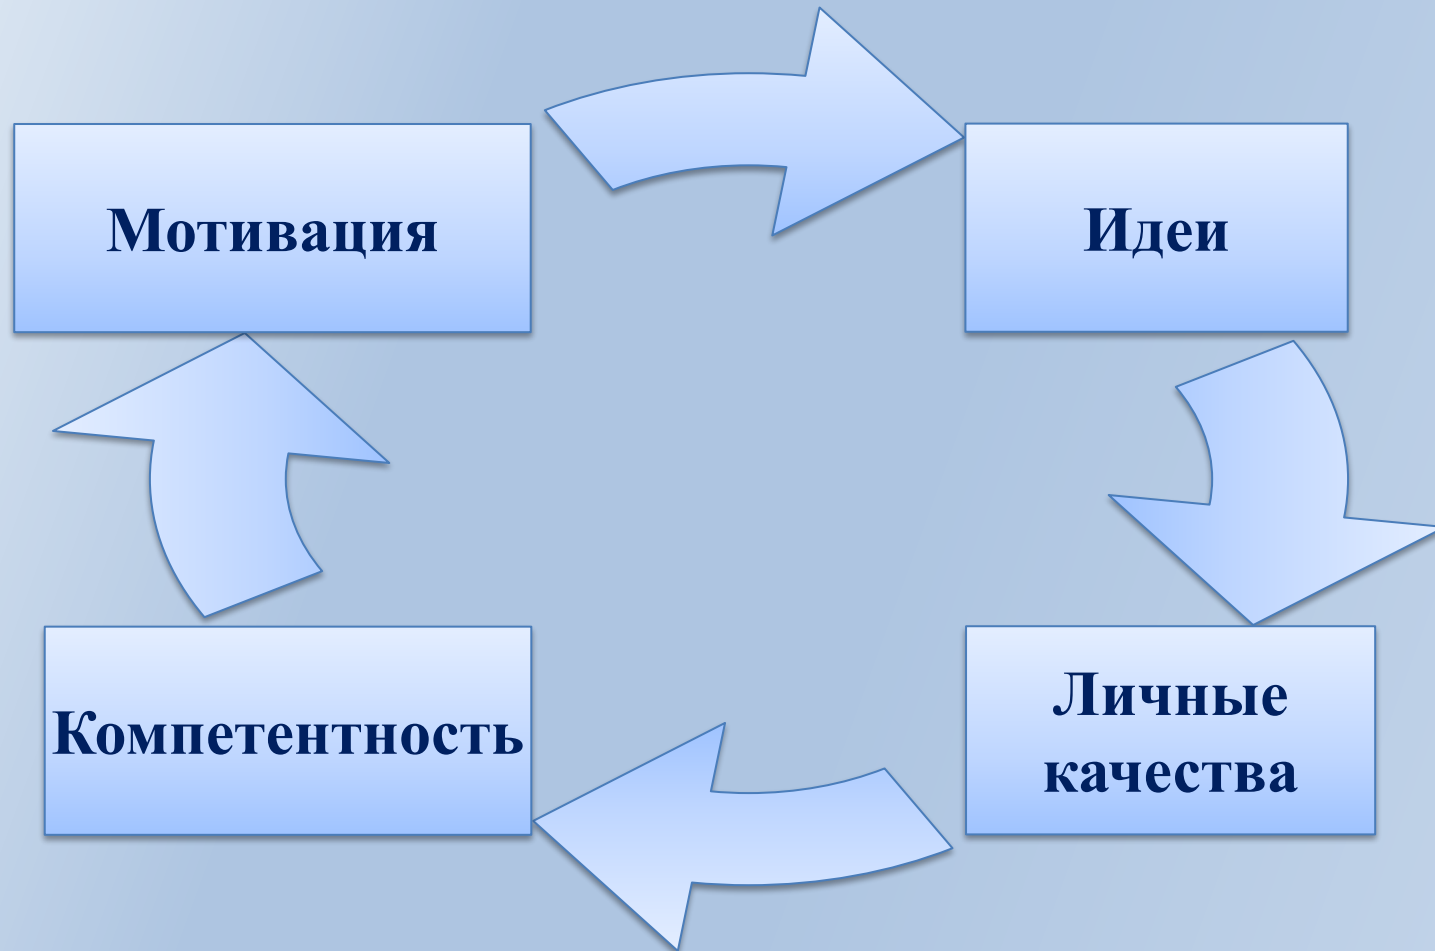 Мотивация
Идеи
Личные
качества
Компетентность